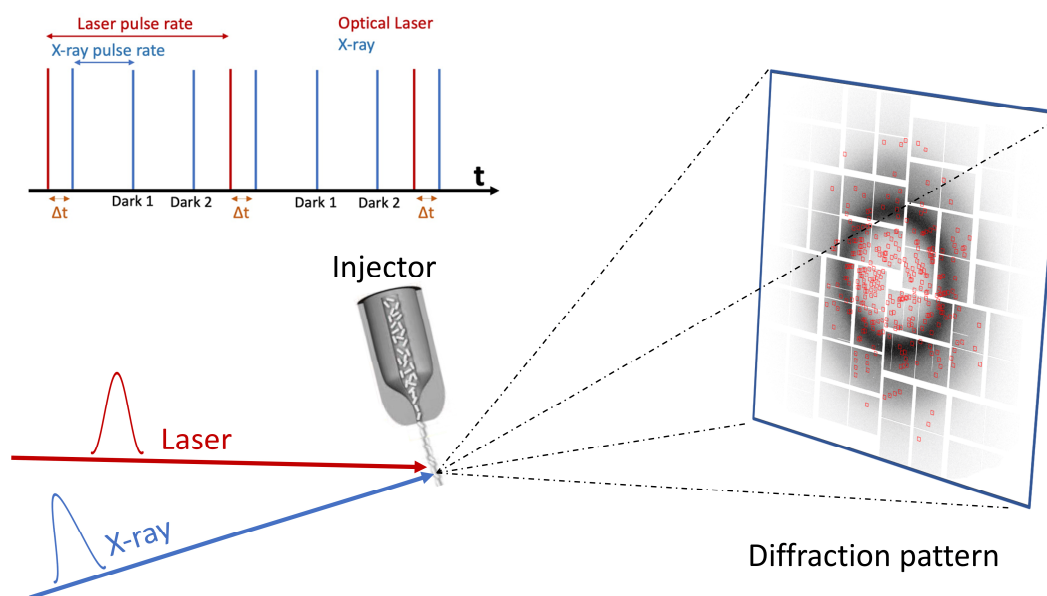 Laser pulse rate
Optical Laser
X-ray pulse rate
X-ray
t
Dark 1
Dark 2
Dark 1
Dark 2
Δt
Δt
Δt
Injector
Laser
X-ray
Diffraction pattern